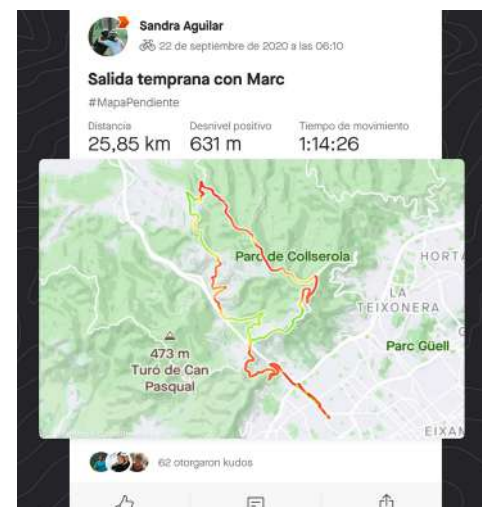 Sandra Aguilar
22 de septiembre de 2020 a las 06:10
Salida temprana con Marc
#MapaPendiente
Distancia Desnivel positivo Tiempo de movimiento
25,85 km 631 m 1:14:26
Parc de Collserola
HORTA
LA
TEIXONERA
Parc Güell
473 m
Turó de Can
Pasqual
EIXAM
62 otorgaron kudos